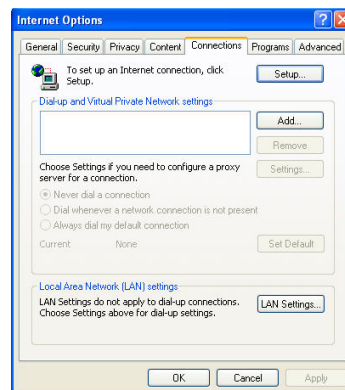 Internet Options
General Security Privacy Content Connections Programs Advanced
To set up an Internet connection, click
Setup.
Setup...
Dial-up and Virtual Private Network settings
Add...
Remove
Choose Settings if you need to configure a proxy
server for a connection.
Settings...
Never dial a connection
Dial whenever a network connection is not present
Always dial my default connection
Current None
Set Default
Local Area Network (LAN) settings
LAN Settings do not apply to dial-up connections.
Choose Settings above for dial-up settings.
LAN Settings...
OK Cancel Apply